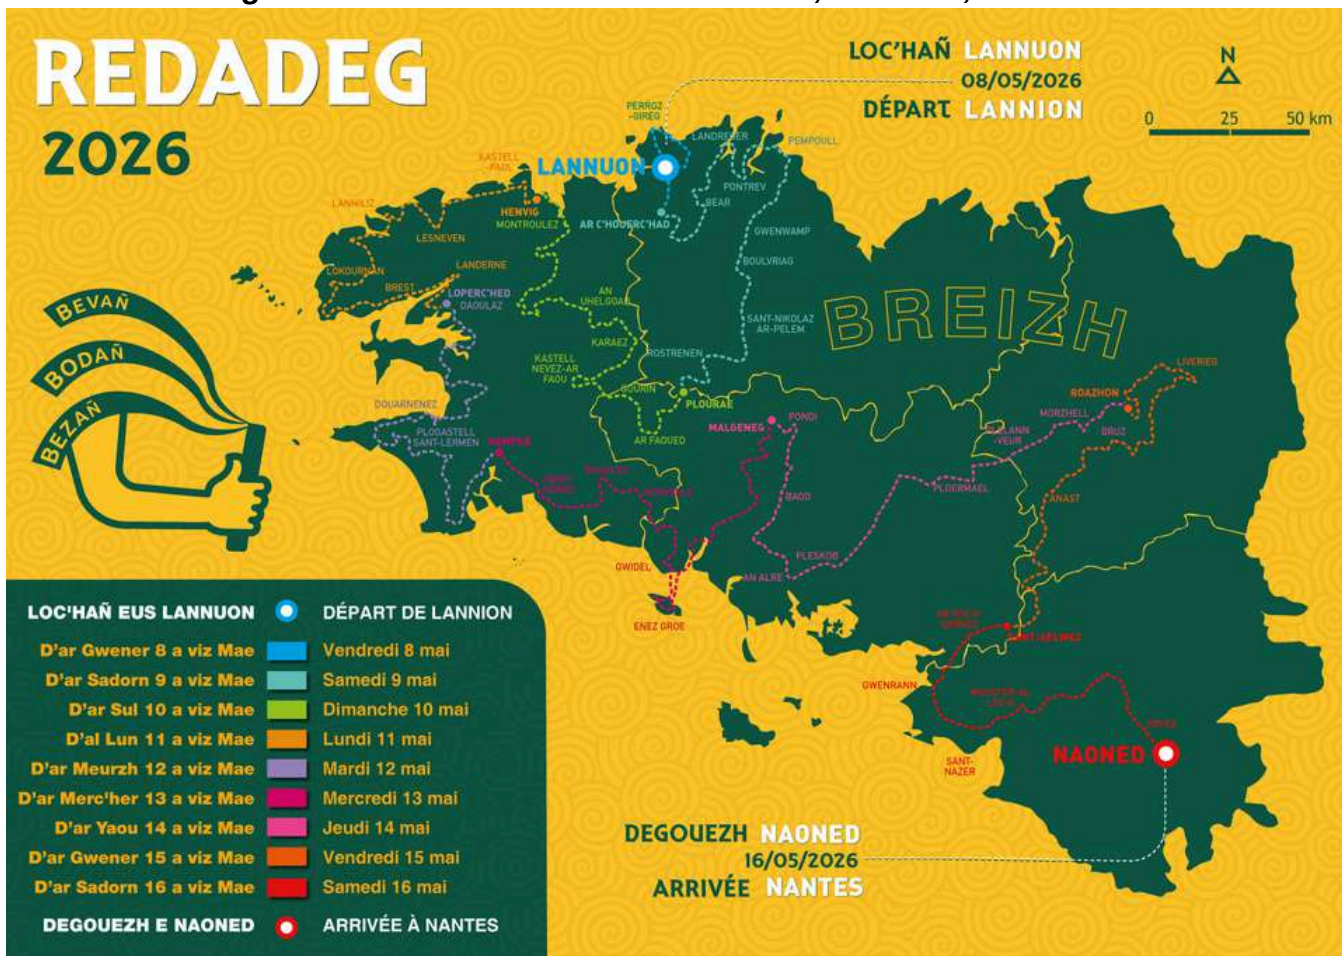 REDADEG
2026
LOC'HAÑ LANNUON
08/05/2026
DÉPART LANNION
N
0 25 50 km
PERROZ
-GIREG
LANDREGER
PEMPOULL
KASTELL
-PAOL
LANNUON
PONTREV
LANNILIZ
HENVIG
BEAR
MONTROULEZ
AR C'HOUERC'HAD
LESNEVEN
GWENWAMP
LANDERNE
BOULVRIAG
LOKOURNAN
BREST
LOPERC'HED
DAOULAZ
AN
UHELGOAD
BREIZH
SANT-NIKOLAZ
AR-PELEM
KARAEZ
ROSTRENEN
KASTELL
NEVEZ-AR
FAOU
LIVERIEG
GOURIN
PLOURAE
ROAZHON
DOUARNENEZ
MORZHELL
PONDI
MALGENEG
BRUZ
PLOGASTELL
SANT-JERMEN
AR FAOUED
PLELANN
-VEUR
KEMPER
PLOERMAEL
BAOD
ANAST
PLESKOB
GWIDEL
AN ALRE
ENEZ GROE
SANT-GELWEZ
GWENRANN
SANT-
NAZER
NAONED
BEVAÑ
BODAÑ
BEZAÑ
LOC'HAÑ EUS LANNUON DÉPART DE LANNION
D'ar Gwener 8 a viz Mae Vendredi 8 mai
D'ar Sadorn 9 a viz Mae Samedi 9 mai
D'ar Sul 10 a viz Mae Dimanche 10 mai
D'al Lun 11 a viz Mae Lundi 11 mai
D'ar Meurzh 12 a viz Mae Mardi 12 mai
D'ar Merc'her 13 a viz Mae Mercredi 13 mai
D'ar Yaou 14 a viz Mae Jeudi 14 mai
D'ar Gwener 15 a viz Mae Vendredi 15 mai
D'ar Sadorn 16 a viz Mae Samedi 16 mai
DEGOUEZH E NAONED ARRIVÉE À NANTES
DEGOUEZH NAONED
16/05/2026
ARRIVÉE NANTES